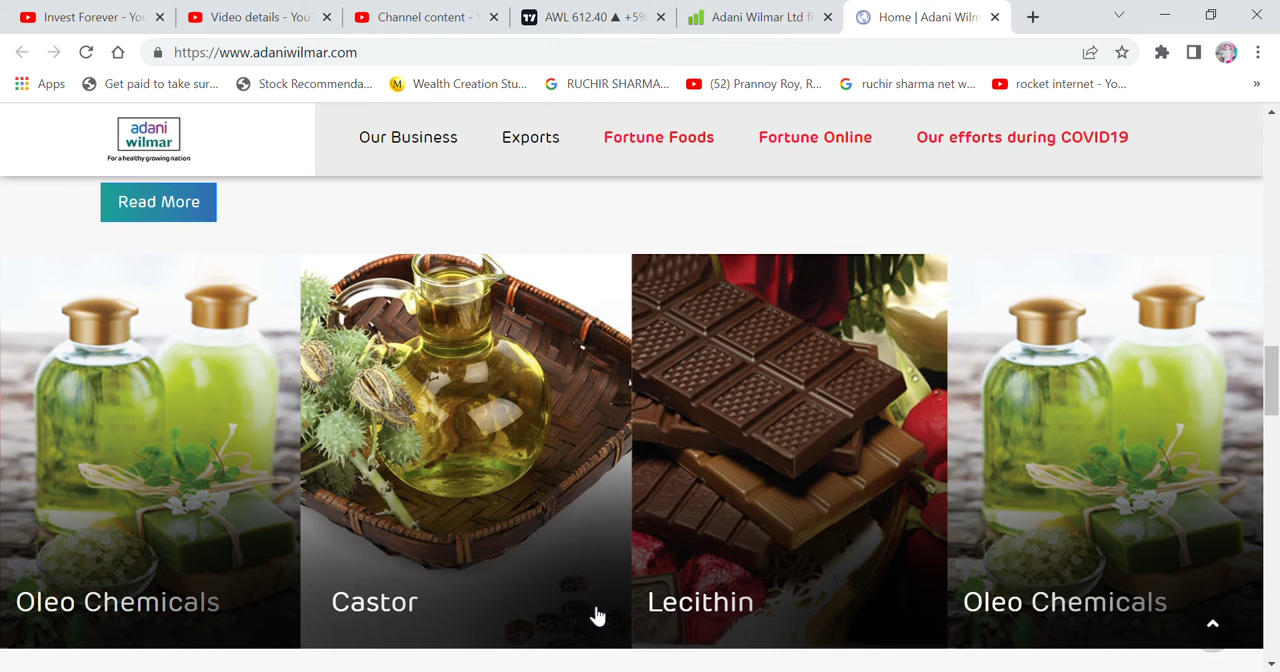 Invest Forever - You
Video details - YouT
Channel content - Y
AWL 612.40 ▲ +5%
Adani Wilmar Ltd fi
Home | Adani Wilm
https://www.adaniwilmar.com
Apps
Get paid to take sur...
Stock Recommenda...
Wealth Creation Stu...
RUCHIR SHARMA...
(52) Prannoy Roy, R...
ruchir sharma net w...
rocket internet - Yo...
»
adani
wilmar
For a healthy growing nation
Our Business
Exports
Fortune Foods
Fortune Online
Our efforts during COVID19
Read More
Oleo Chemicals
Castor
Lecithin
Oleo Chemicals